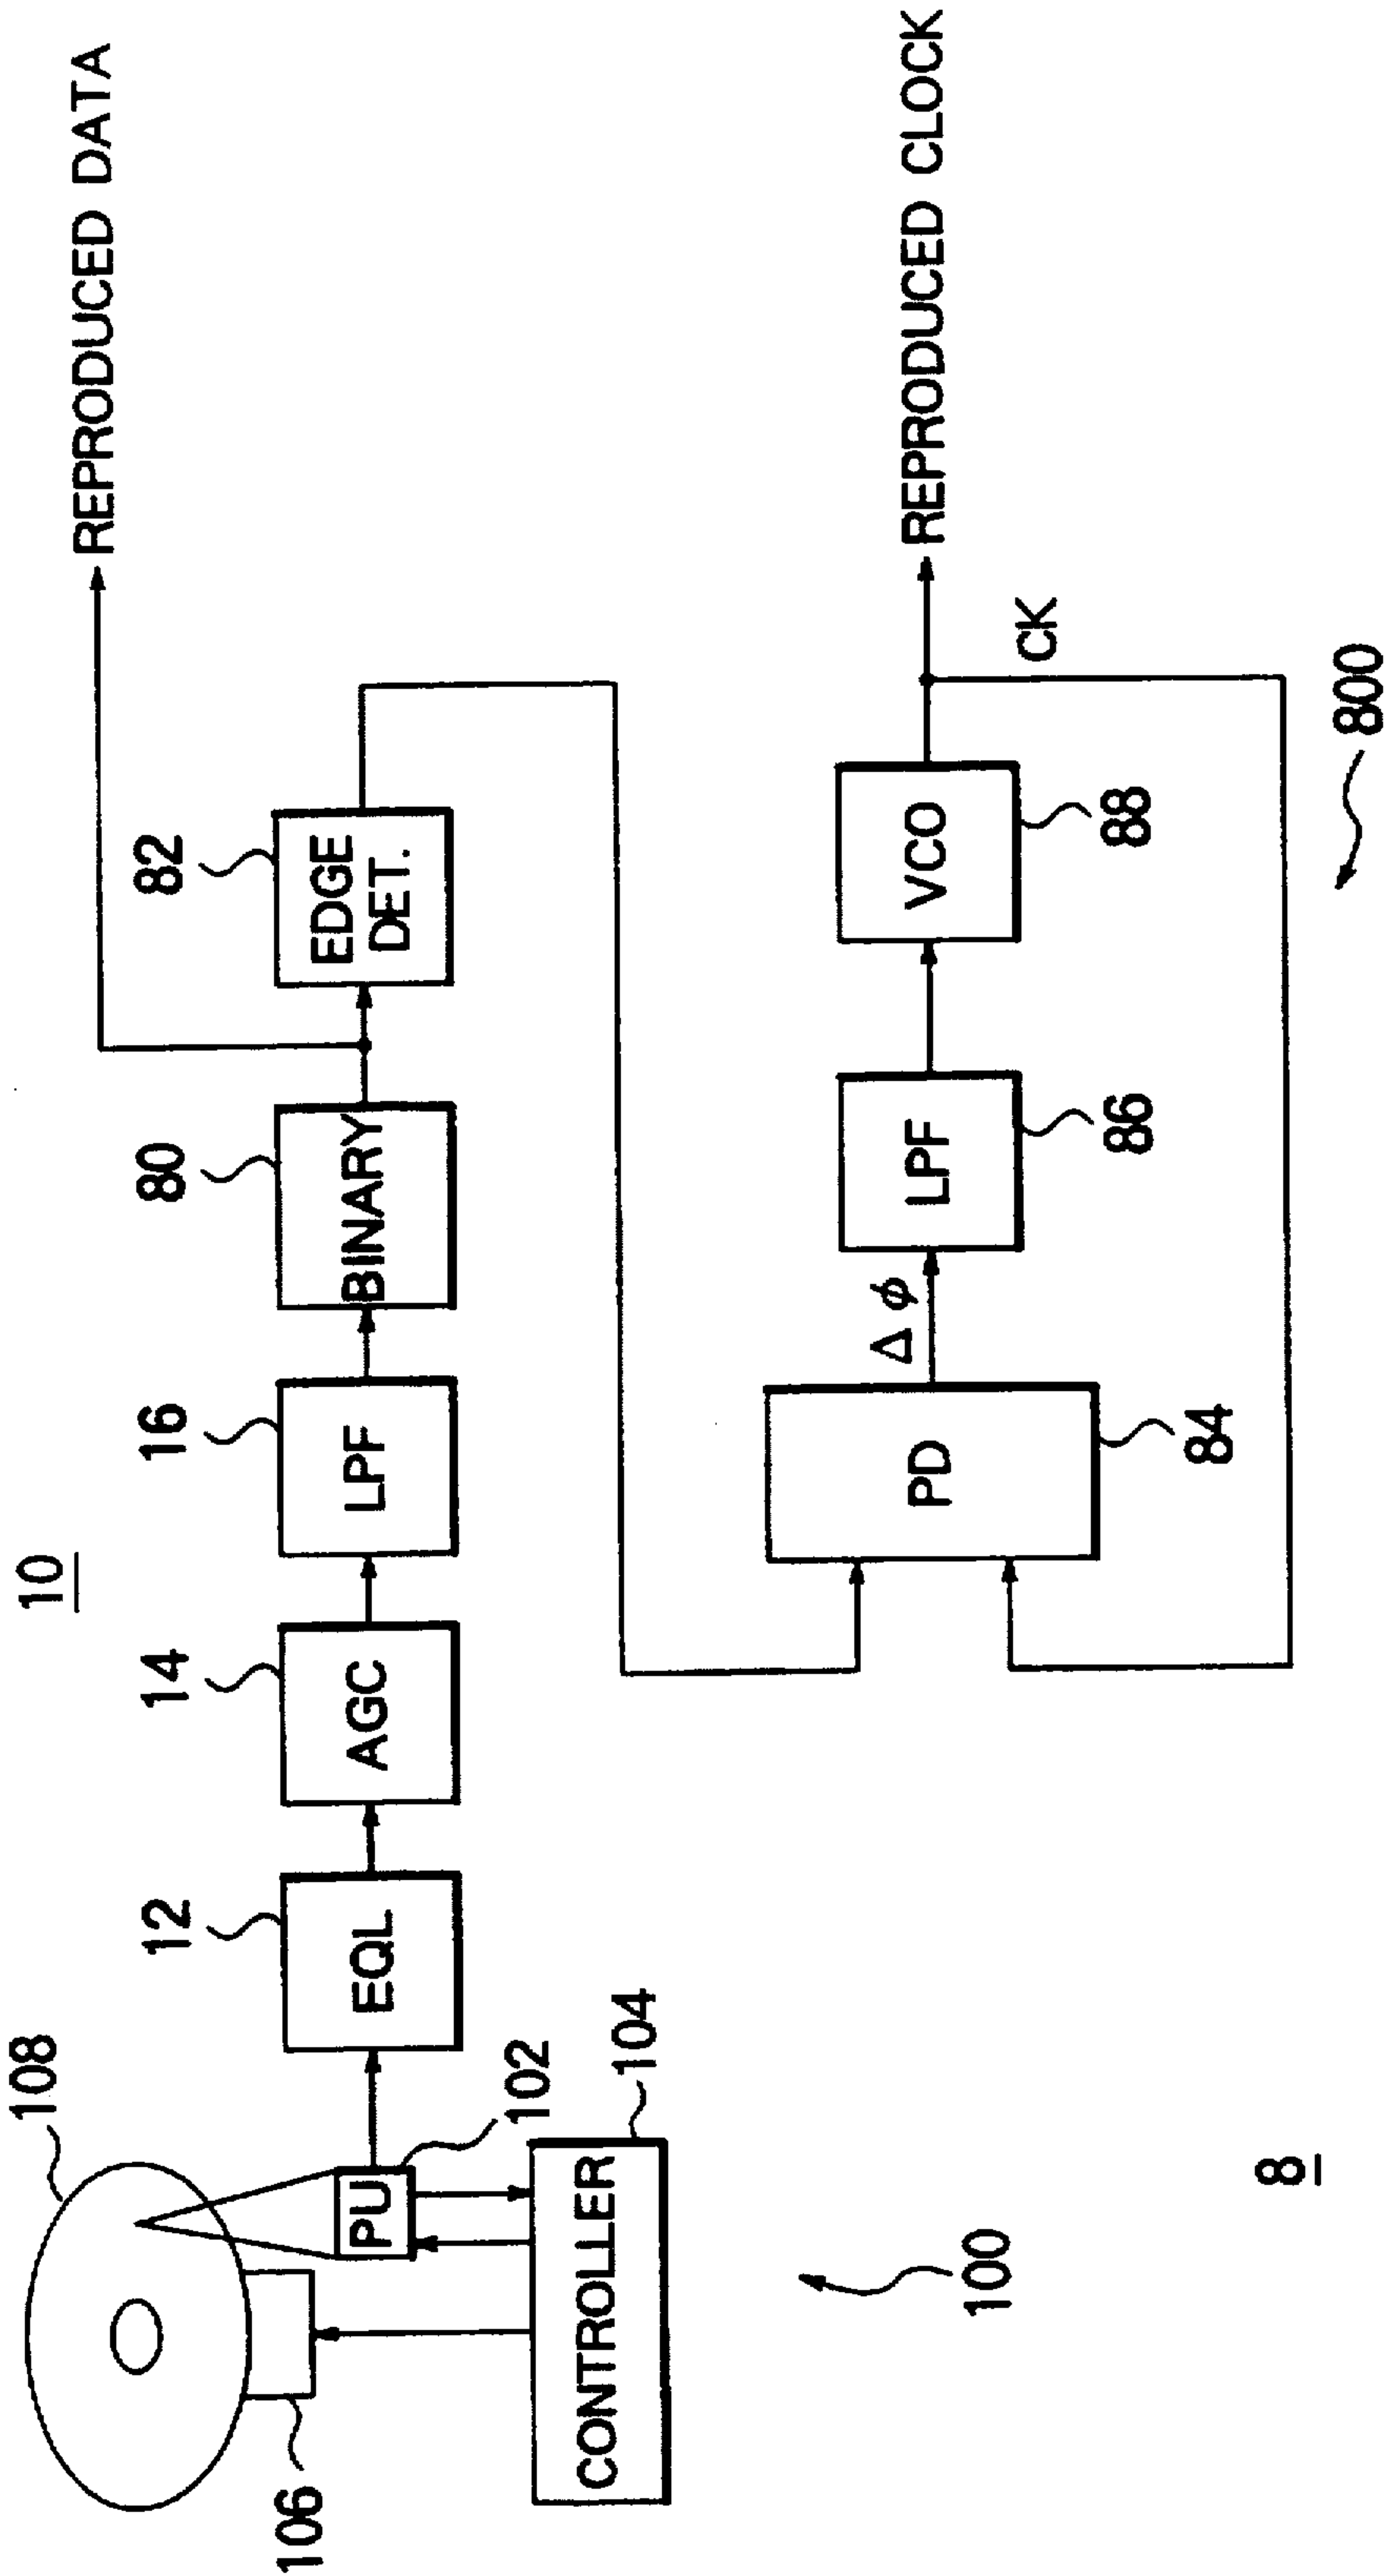 10
REPRODUCED DATA
108
12
14
16
80
82
EQL
AGC
LPF
BINARY
EDGE
DET.
106
PU
102
CONTROLLER
104
100
8
PD
84
Δ φ
LPF
86
VCO
88
CK
REPRODUCED CLOCK
800